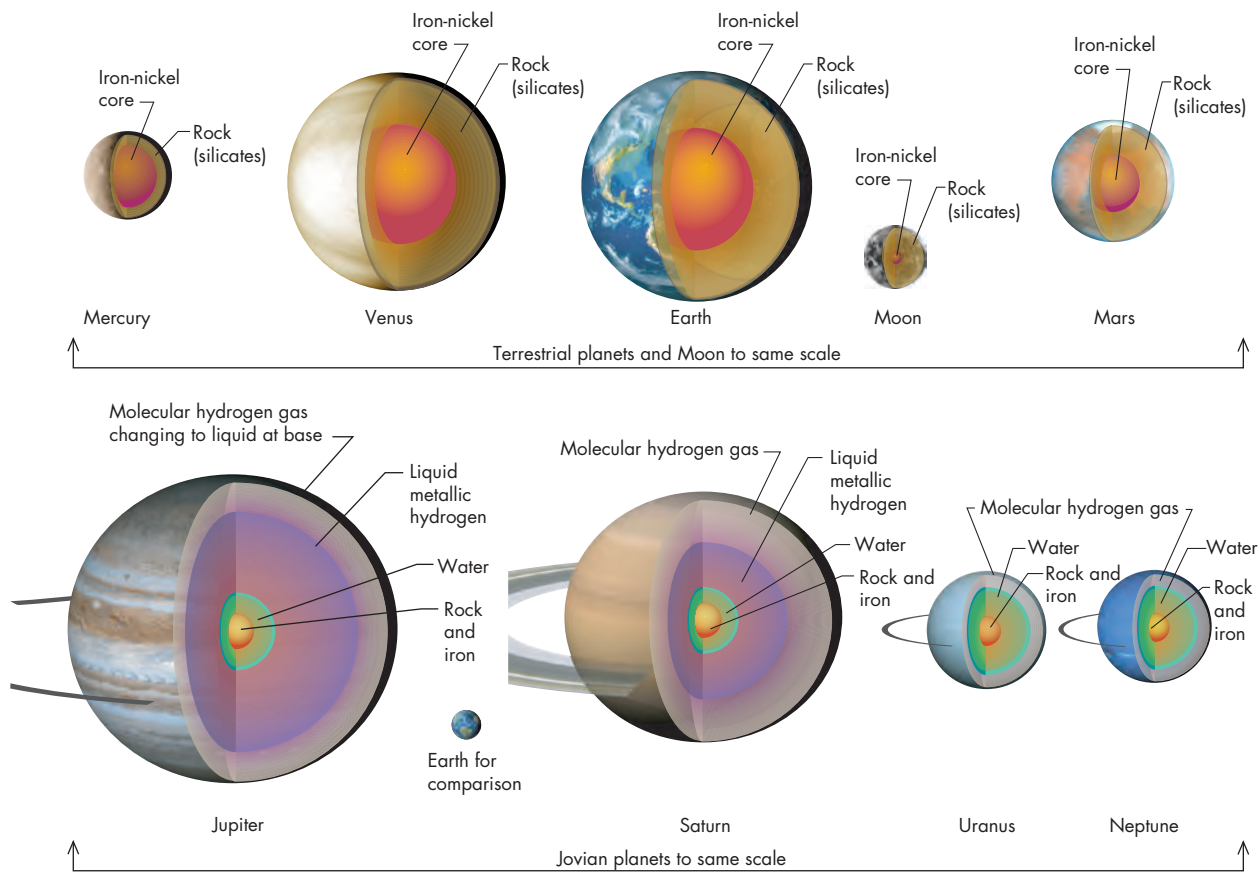 Iron-nickel
core
Rock
(silicates)
Mercury
Iron-nickel
core
Rock
(silicates)
Venus
Iron-nickel
core
Rock
(silicates)
Earth
Iron-nickel
core
Rock
(silicates)
Moon
Iron-nickel
core
Rock
(silicates)
Mars
Terrestrial planets and Moon to same scale
Molecular hydrogen gas
changing to liquid at base
Liquid
metallic
hydrogen
Water
Rock
and
iron
Jupiter
Earth for
comparison
Molecular hydrogen gas
Liquid
metallic
hydrogen
Water
Rock and
iron
Saturn
Molecular hydrogen gas
Water
Rock and
iron
Uranus
Water
Rock
and
iron
Neptune
Jovian planets to same scale